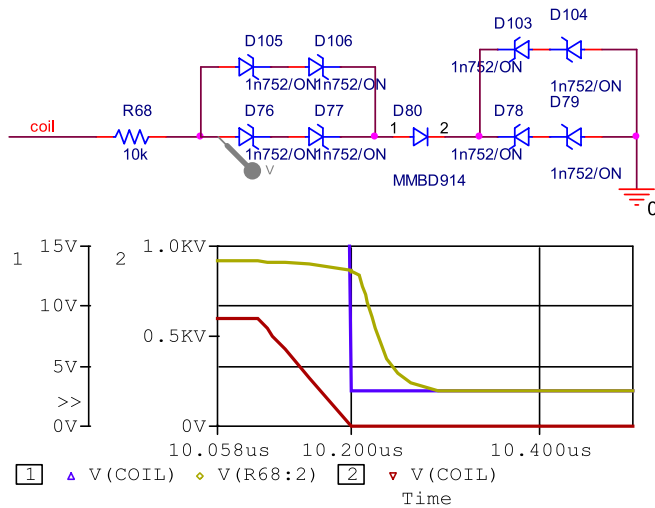 D103 D104
D105 D106
1n752/ON 1n752/ON
1n752/ON 1n752/ON
coil R68 D76 D77 D80 D78 D79
1 2
10k 1n752/ON 1n752/ON 1n752/ON
V
MMBD914 1n752/ON
0
1 15V 2 1.0KV
10V
0.5KV
5V
>>
0V 0V
10.058us 10.200us 10.400us
1 V(COIL) V(R68:2) 2 V(COIL)
Time